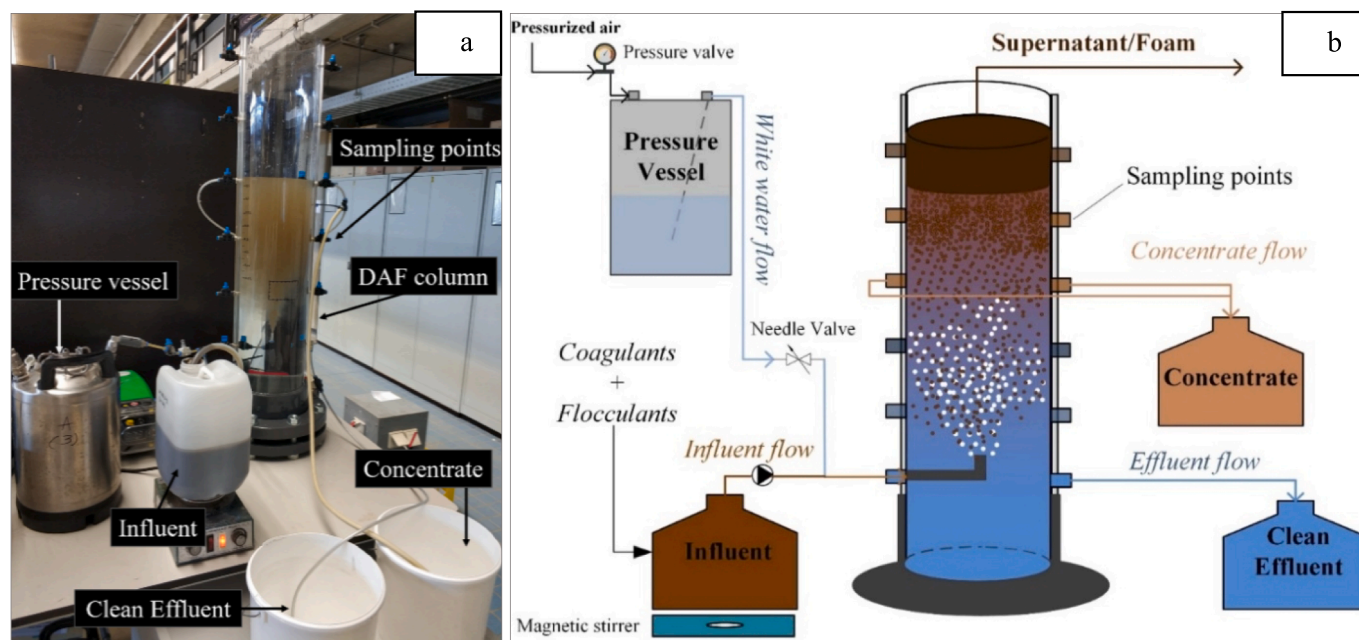 a
Sampling points
DAF column
Pressure vessel
Influent
Concentrate
Clean Effluent
A
(3)
b
Pressurized air
Pressure valve
Supernatant/Foam
Pressure
Vessel
White water flow
Sampling points
Concentrate flow
Needle Valve
Coagulants
+
Flocculants
Concentrate
Influent flow
Effluent flow
Influent
Clean
Effluent
Magnetic stirrer